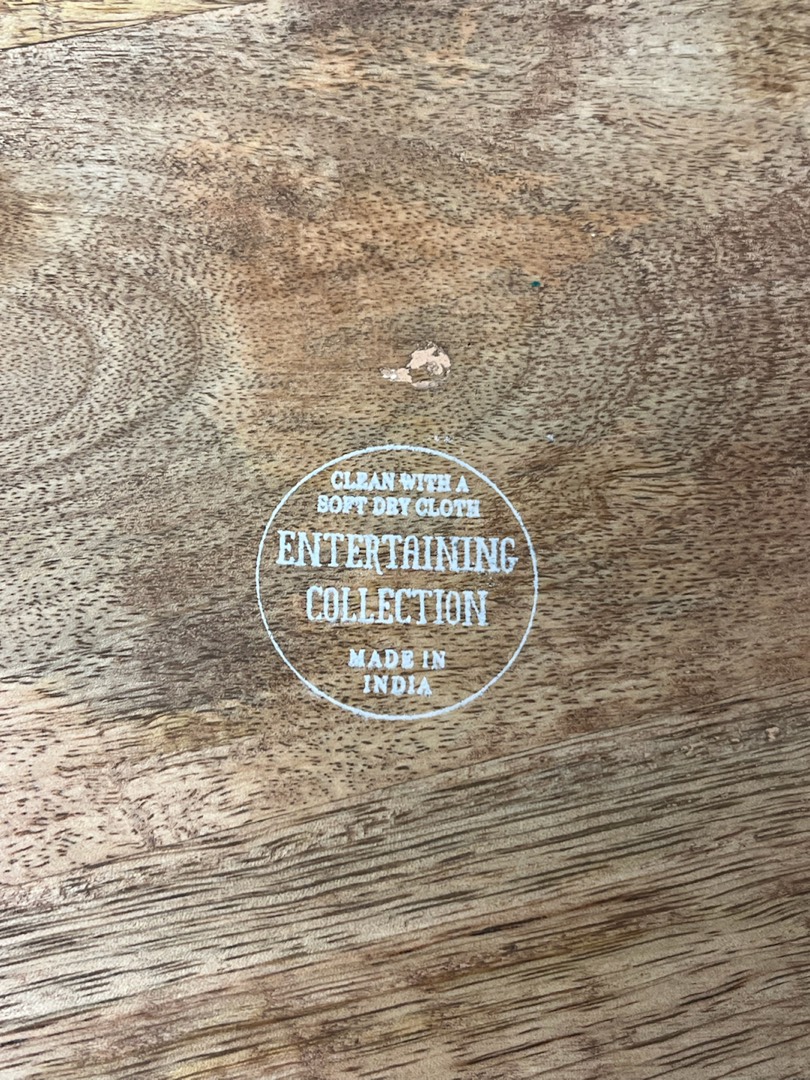 CLEAN WITH A
SOFT DRY CLOTH
ENTERTAINING
COLLECTION
MADE IN
INDIA